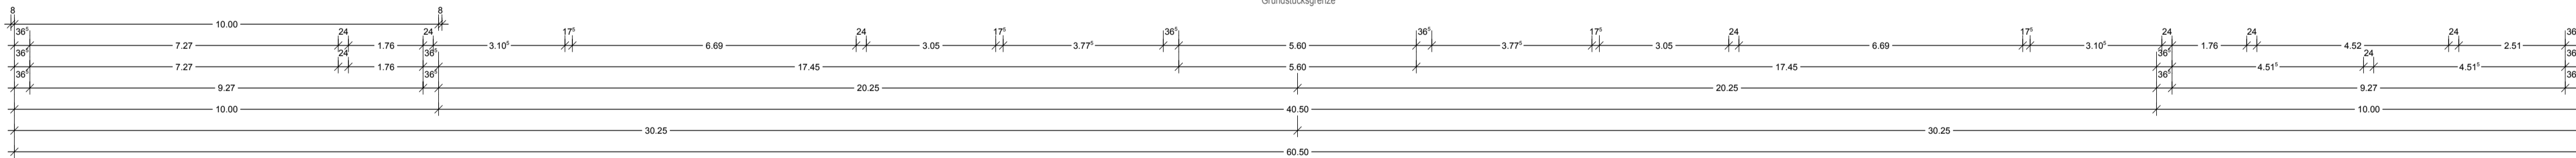 Grundstücksgrenze
8 8
10.00
36⁵ 24 24 17⁵ 24 17⁵ 36⁵ 36⁵ 17⁵ 24 17⁵ 24 24 24 36
7.27 1.76 3.10⁵ 6.69 3.05 3.77⁵ 5.60 3.77⁵ 3.05 6.69 3.10⁵ 1.76 4.52 2.51
36⁵ 24 36⁵ 36⁵ 24 36
7.27 1.76 17.45 5.60 17.45 4.51⁵ 4.51⁵
36⁵ 36⁵ 36⁵ 36
9.27 20.25 20.25 9.27
10.00 40.50 10.00
30.25 30.25
60.50